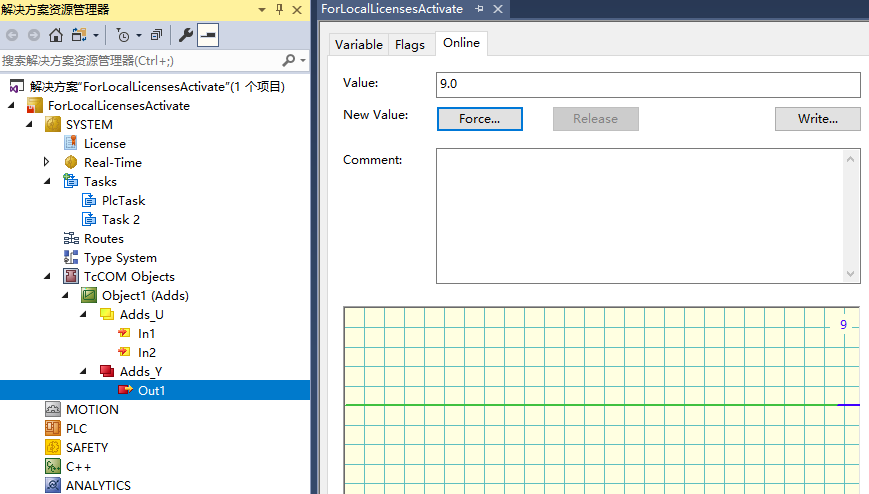 解决方案资源管理器
搜索解决方案资源管理器(Ctrl+;)
解决方案"ForLocalLicensesActivate"(1 个项目)
ForLocalLicensesActivate
SYSTEM
License
Real-Time
Tasks
PlcTask
Task 2
Routes
Type System
TcCOM Objects
Object1 (Adds)
Adds_U
In1
In2
Adds_Y
Out1
MOTION
PLC
SAFETY
C++
ANALYTICS
ForLocalLicensesActivate
Variable Flags Online
Value: 9.0
New Value: Force... Release Write...
Comment:
9